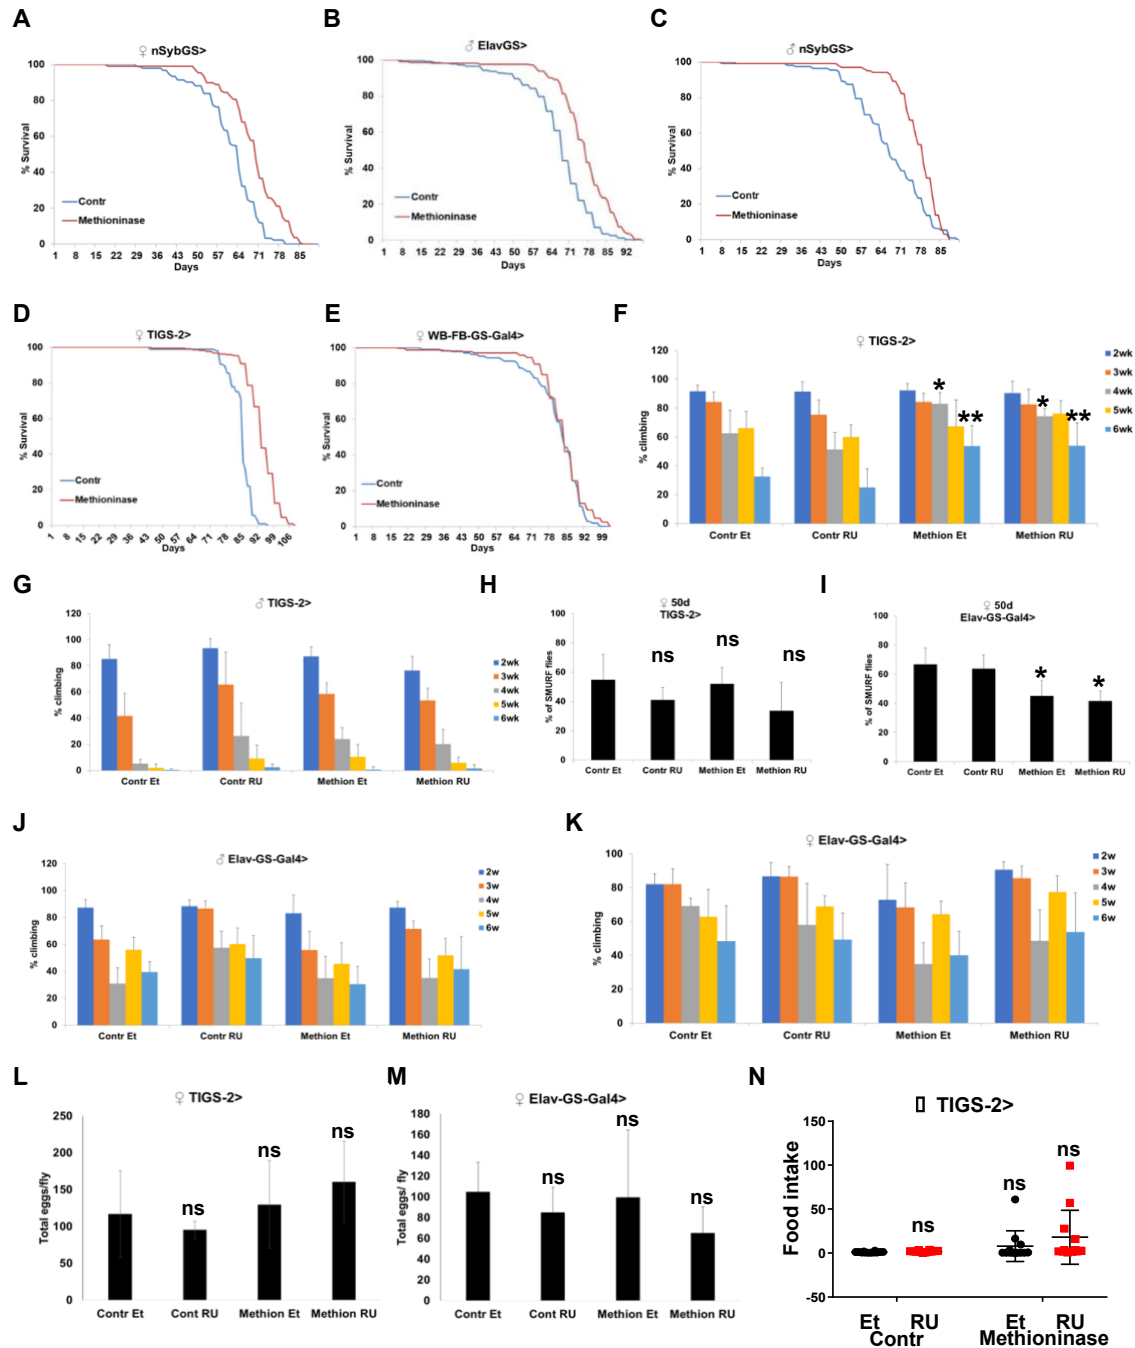 A
♀ nSybGS>
% Survival
100
80
60
40
20
0
Contr
Methioninase
1 8 15 22 29 36 43 50 57 64 71 78 85
Days
B
♂ ElavGS>
% Survival
100
80
60
40
20
0
Contr
Methioninase
1 8 15 22 29 36 43 50 57 64 71 78 85 92
Days
C
♂ nSybGS>
% Survival
100
80
60
40
20
0
Contr
Methioninase
1 8 15 22 29 36 43 50 57 64 71 78 85
Days
D
♀ TIGS-2>
% Survival
100
80
60
40
20
0
Contr
Methioninase
1 8 15 22 29 36 43 50 57 64 71 78 85 92 99 106
Days
E
♀ WB-FB-GS-Gal4>
% Survival
100
80
60
40
20
0
Contr
Methioninase
1 8 15 22 29 36 43 50 57 64 71 78 85 92 99
Days
F
♀ TIGS-2>
% climbing
120
100
80
60
40
20
0
* ** * **
2wk
3wk
4wk
5wk
6wk
Contr Et Contr RU Methion Et Methion RU
G
♂ TIGS-2>
% climbing
120
100
80
60
40
20
0
2wk
3wk
4wk
5wk
6wk
Contr Et Contr RU Methion Et Methion RU
H
♀ 50d
TIGS-2>
% of SMURF flies
100
80
60
40
20
0
ns ns ns
Contr Et Contr RU Methion Et Methion RU
I
♀ 50d
Elav-GS-Gal4>
% of SMURF flies
100
80
60
40
20
0
* *
Contr Et Contr RU Methion Et Methion RU
J
♂ Elav-GS-Gal4>
% climbing
120
100
80
60
40
20
0
2w
3w
4w
5w
6w
Contr Et Contr RU Methion Et Methion RU
K
♀ Elav-GS-Gal4>
% climbing
100
80
60
40
20
0
2w
3w
4w
5w
6w
Contr Et Contr RU Methion Et Methion RU
L
♀ TIGS-2>
Total eggs/fly
250
200
150
100
50
0
ns ns ns
Contr Et Cont RU Methion Et Methion RU
M
♀ Elav-GS-Gal4>
Total eggs/ fly
180
160
140
120
100
80
60
40
20
0
ns ns ns
Contr Et Cont RU Methion Et Methion RU
N
▯ TIGS-2>
Food intake
150
100
50
0
-50
ns ns ns
Et RU Et RU
Contr Methioninase